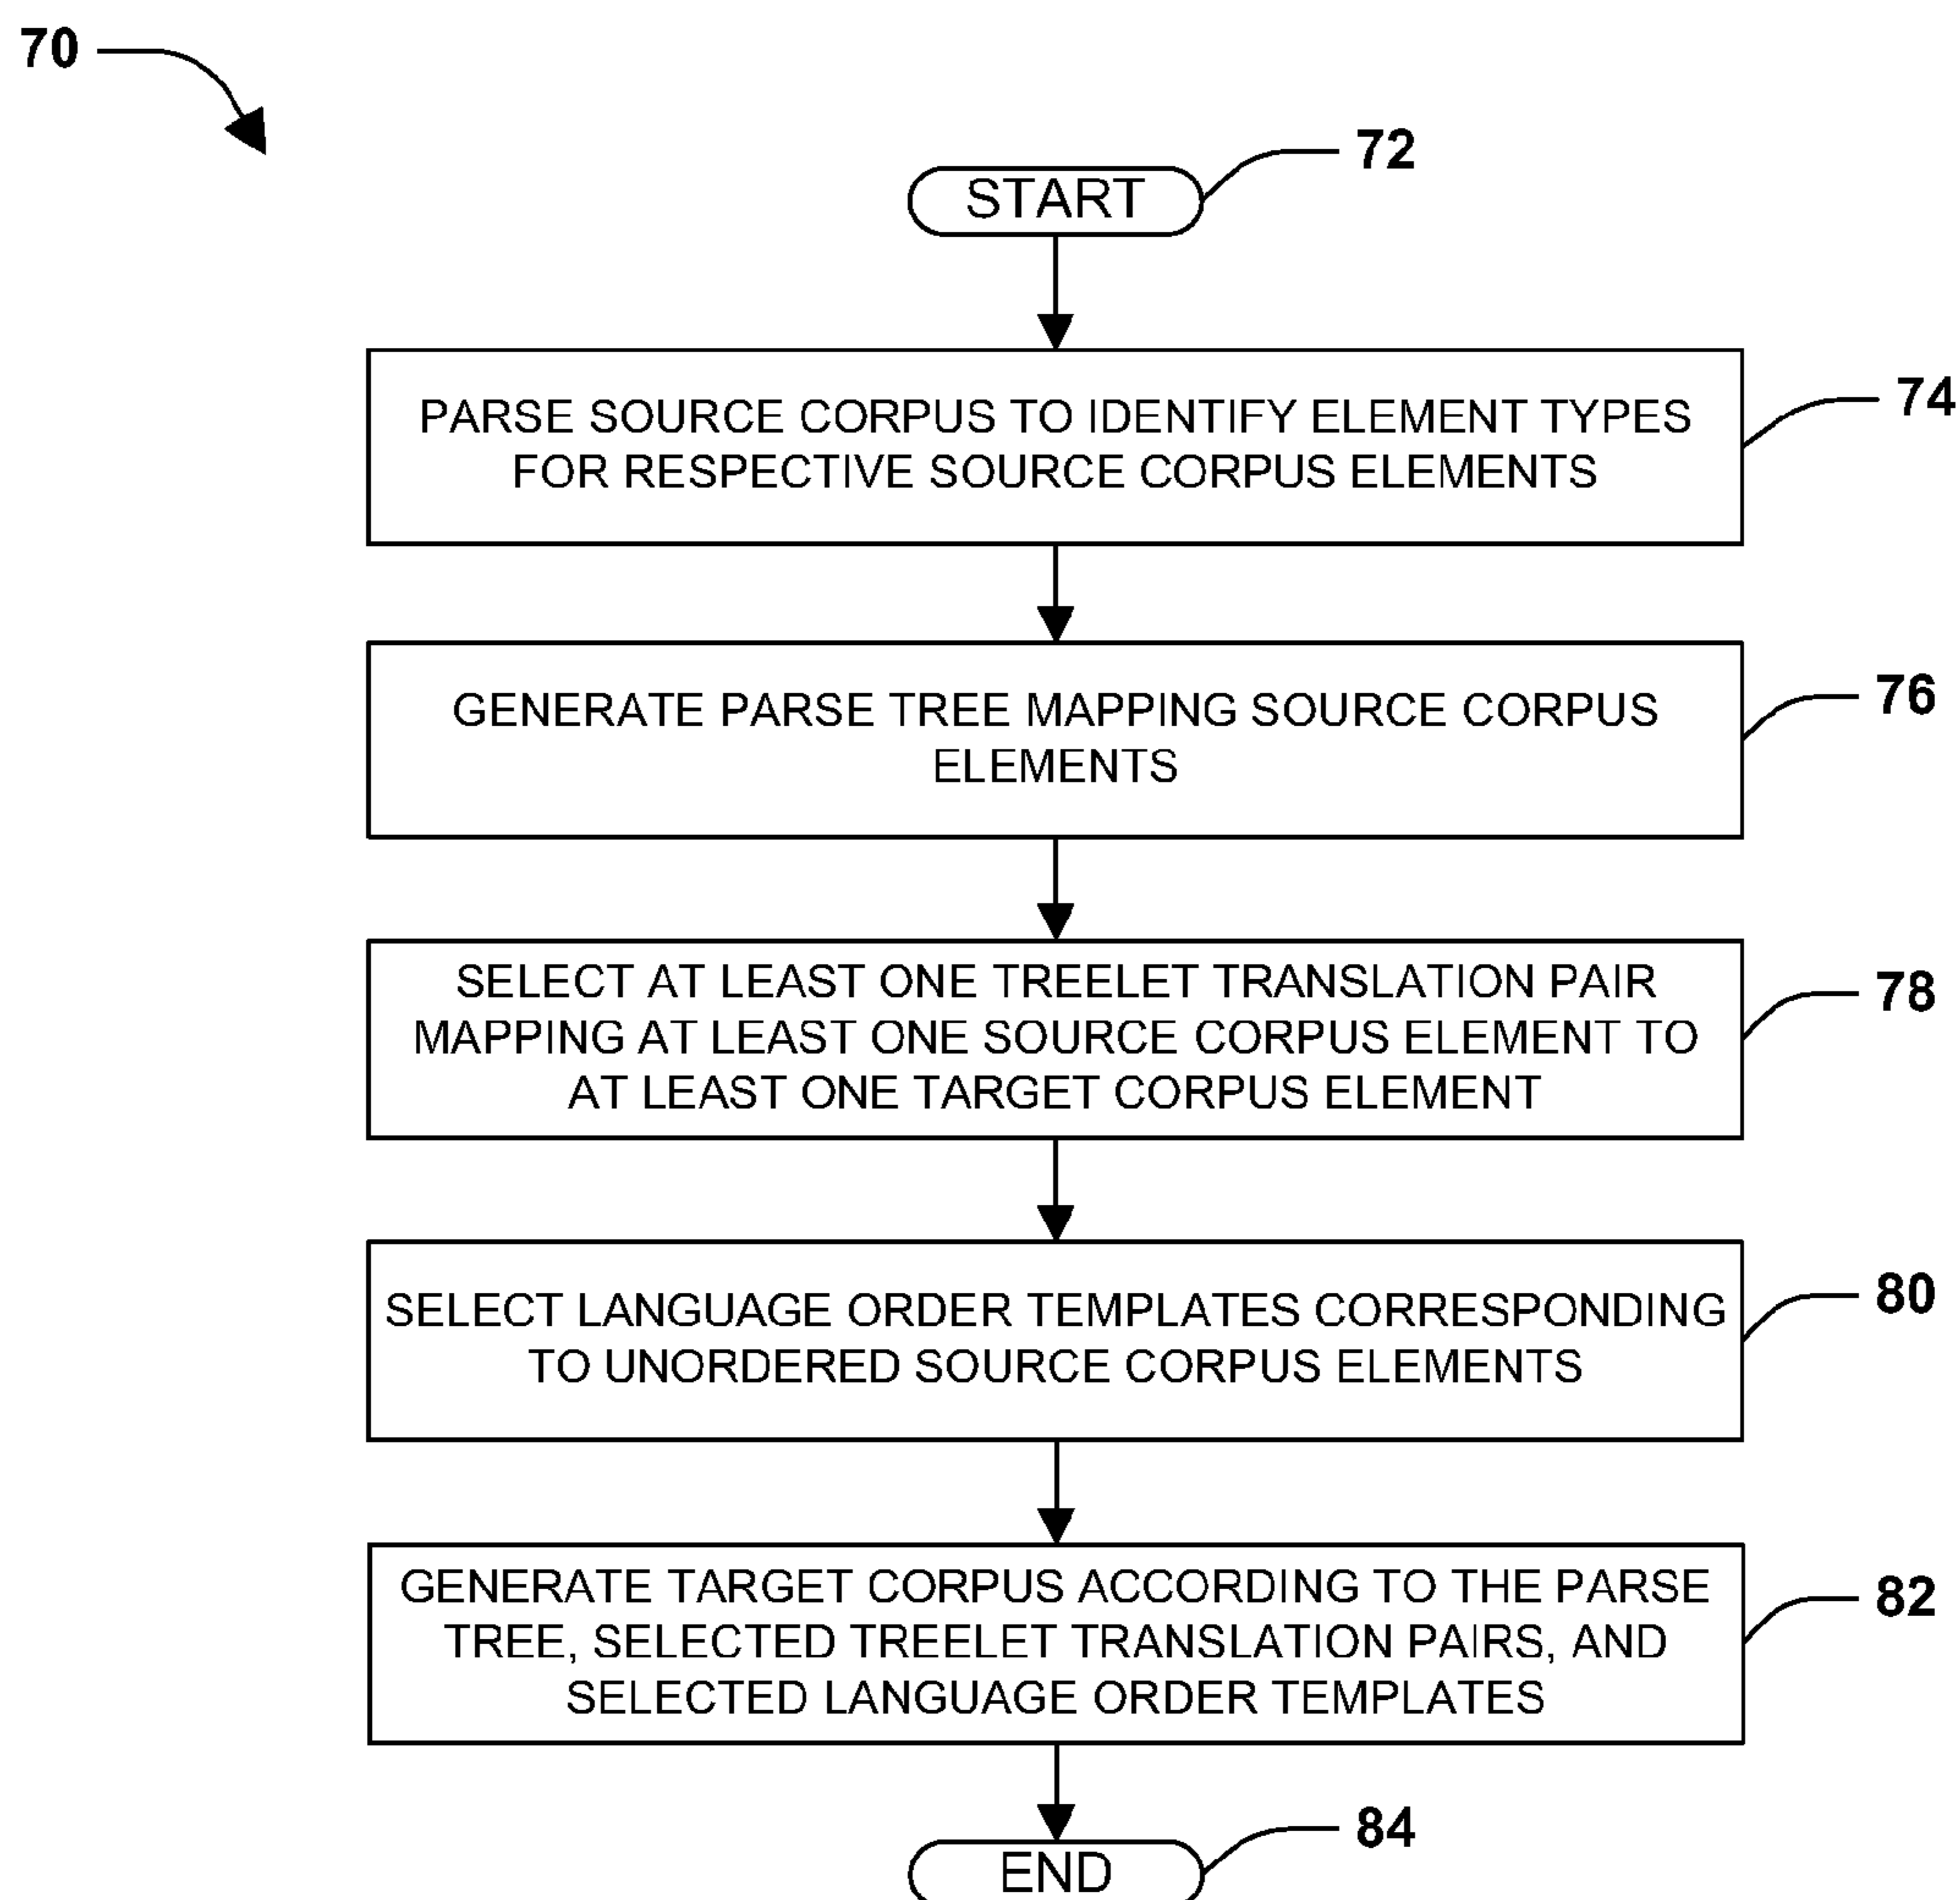 70
72
START
74
PARSE SOURCE CORPUS TO IDENTIFY ELEMENT TYPES
FOR RESPECTIVE SOURCE CORPUS ELEMENTS
76
GENERATE PARSE TREE MAPPING SOURCE CORPUS
ELEMENTS
78
SELECT AT LEAST ONE TREELET TRANSLATION PAIR
MAPPING AT LEAST ONE SOURCE CORPUS ELEMENT TO
AT LEAST ONE TARGET CORPUS ELEMENT
80
SELECT LANGUAGE ORDER TEMPLATES CORRESPONDING
TO UNORDERED SOURCE CORPUS ELEMENTS
82
GENERATE TARGET CORPUS ACCORDING TO THE PARSE
TREE, SELECTED TREELET TRANSLATION PAIRS, AND
SELECTED LANGUAGE ORDER TEMPLATES
84
END